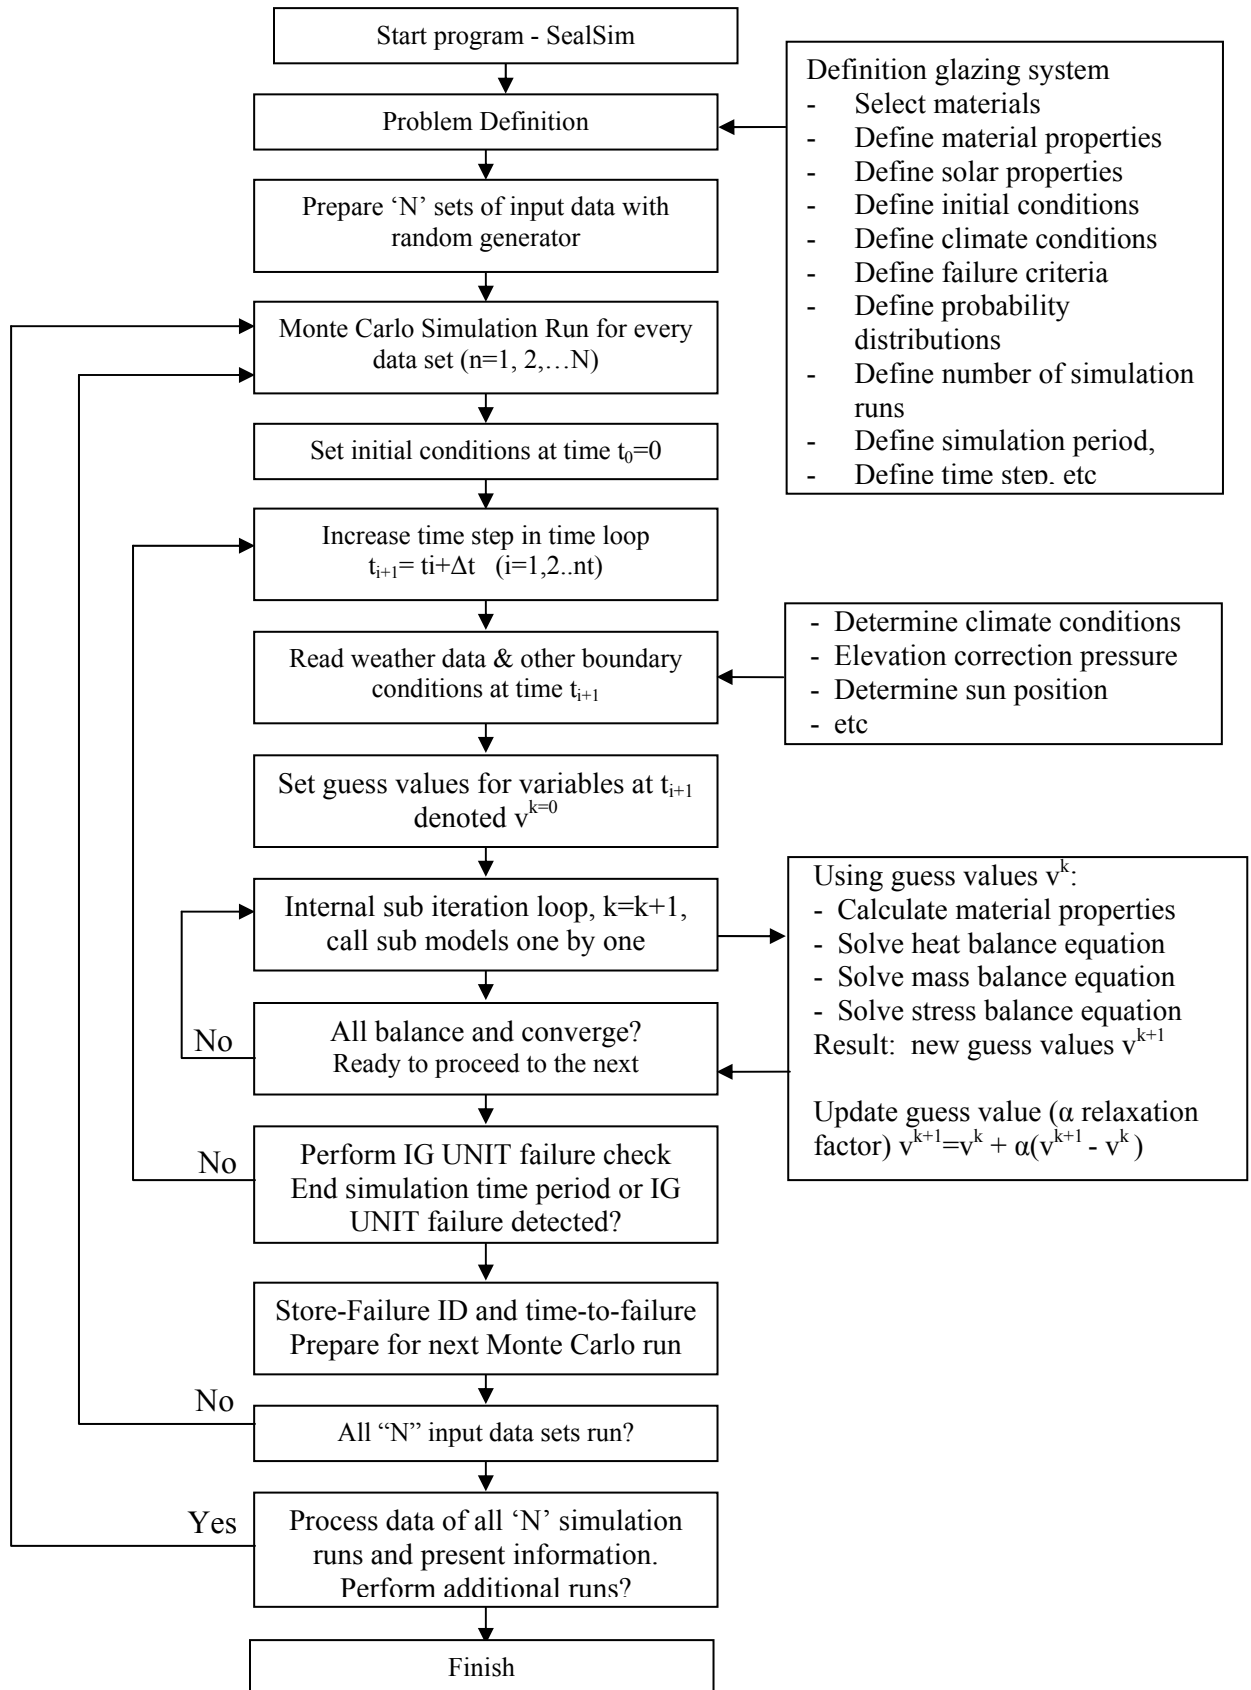 Start program - SealSim
Problem Definition
Definition glazing system
- Select materials
- Define material properties
- Define solar properties
- Define initial conditions
- Define climate conditions
- Define failure criteria
- Define probability
distributions
- Define number of simulation
runs
- Define simulation period,
- Define time step, etc
Prepare ‘N’ sets of input data with
random generator
Monte Carlo Simulation Run for every
data set (n=1, 2,…N)
Set initial conditions at time t₀=0
Increase time step in time loop
tᵢ₊₁= ti+Δt (i=1,2..nt)
Read weather data & other boundary
conditions at time tᵢ₊₁
- Determine climate conditions
- Elevation correction pressure
- Determine sun position
- etc
Set guess values for variables at tᵢ₊₁
denoted vᵏ⁼⁰
Internal sub iteration loop, k=k+1,
call sub models one by one
Using guess values vᵏ:
- Calculate material properties
- Solve heat balance equation
- Solve mass balance equation
- Solve stress balance equation
Result: new guess values vᵏ⁺¹
Update guess value (α relaxation
factor) vᵏ⁺¹=vᵏ + α(vᵏ⁺¹ - vᵏ )
No
All balance and converge?
Ready to proceed to the next
No
Perform IG UNIT failure check
End simulation time period or IG
UNIT failure detected?
Store-Failure ID and time-to-failure
Prepare for next Monte Carlo run
No
All “N” input data sets run?
Yes
Process data of all ‘N’ simulation
runs and present information.
Perform additional runs?
Finish